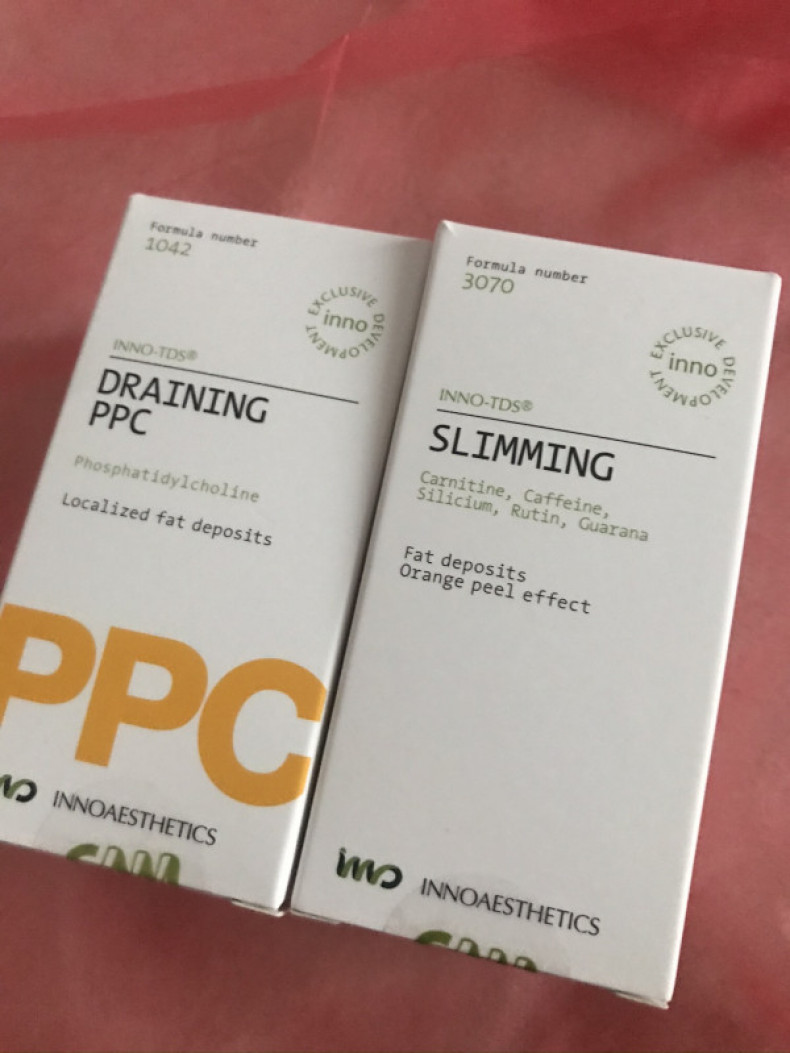 Formula number
1042
EXCLUSIVE DEVELOPMENT
inno
INNO-TDS®
DRAINING
PPC
Phosphatidylcholine
Localized fat deposits
PPC
INNOAESTHETICS
Formula number
3070
EXCLUSIVE DEVELOPMENT
inno
INNO-TDS®
SLIMMING
Carnitine, Caffeine,
Silicium, Rutin, Guarana
Fat deposits
Orange peel effect
inno
INNOAESTHETICS